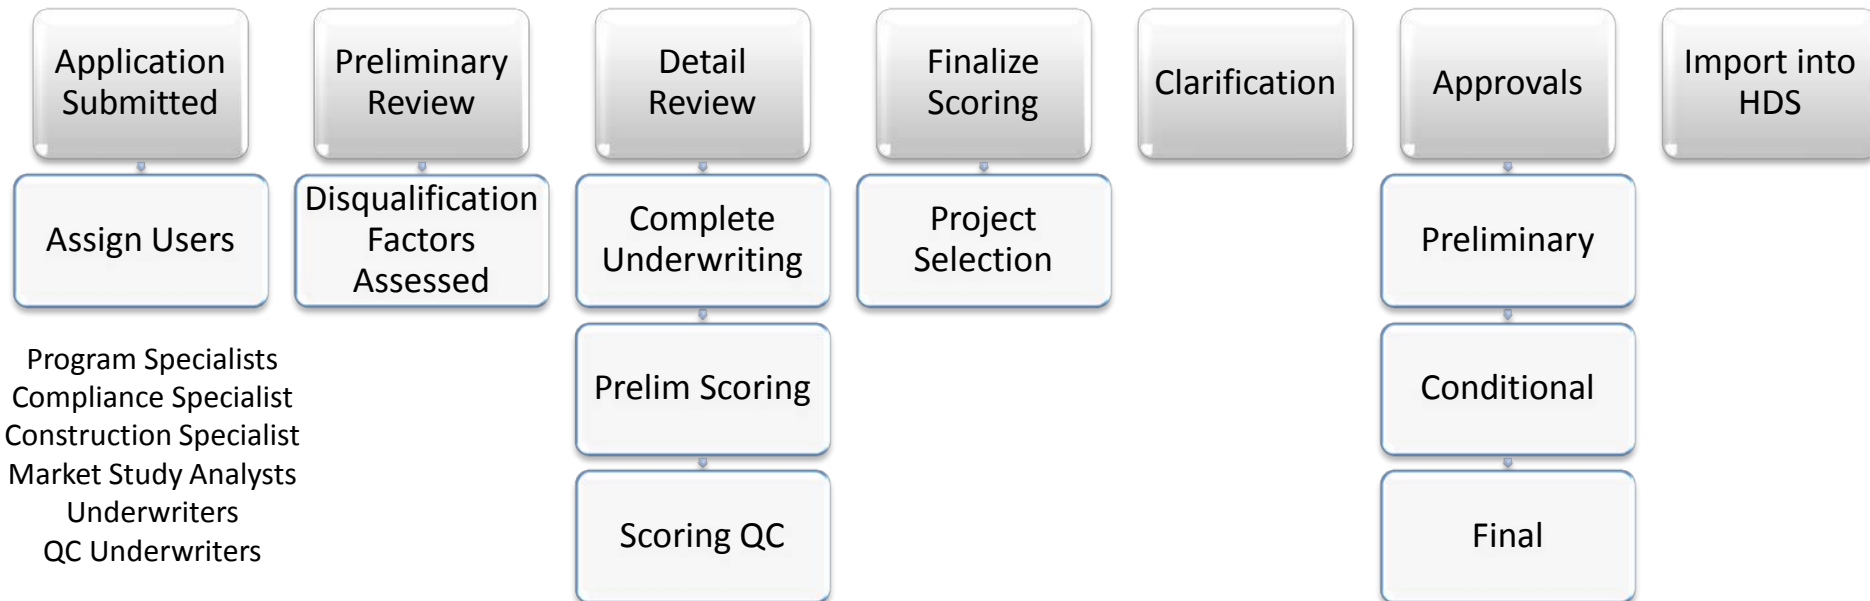 Application
Submitted
Preliminary
Review
Detail
Review
Finalize
Scoring
Clarification
Approvals
Import into
HDS
Assign Users
Disqualification
Factors
Assessed
Complete
Underwriting
Project
Selection
Preliminary
Program Specialists
Compliance Specialist
Construction Specialist
Market Study Analysts
Underwriters
QC Underwriters
Prelim Scoring
Conditional
Scoring QC
Final